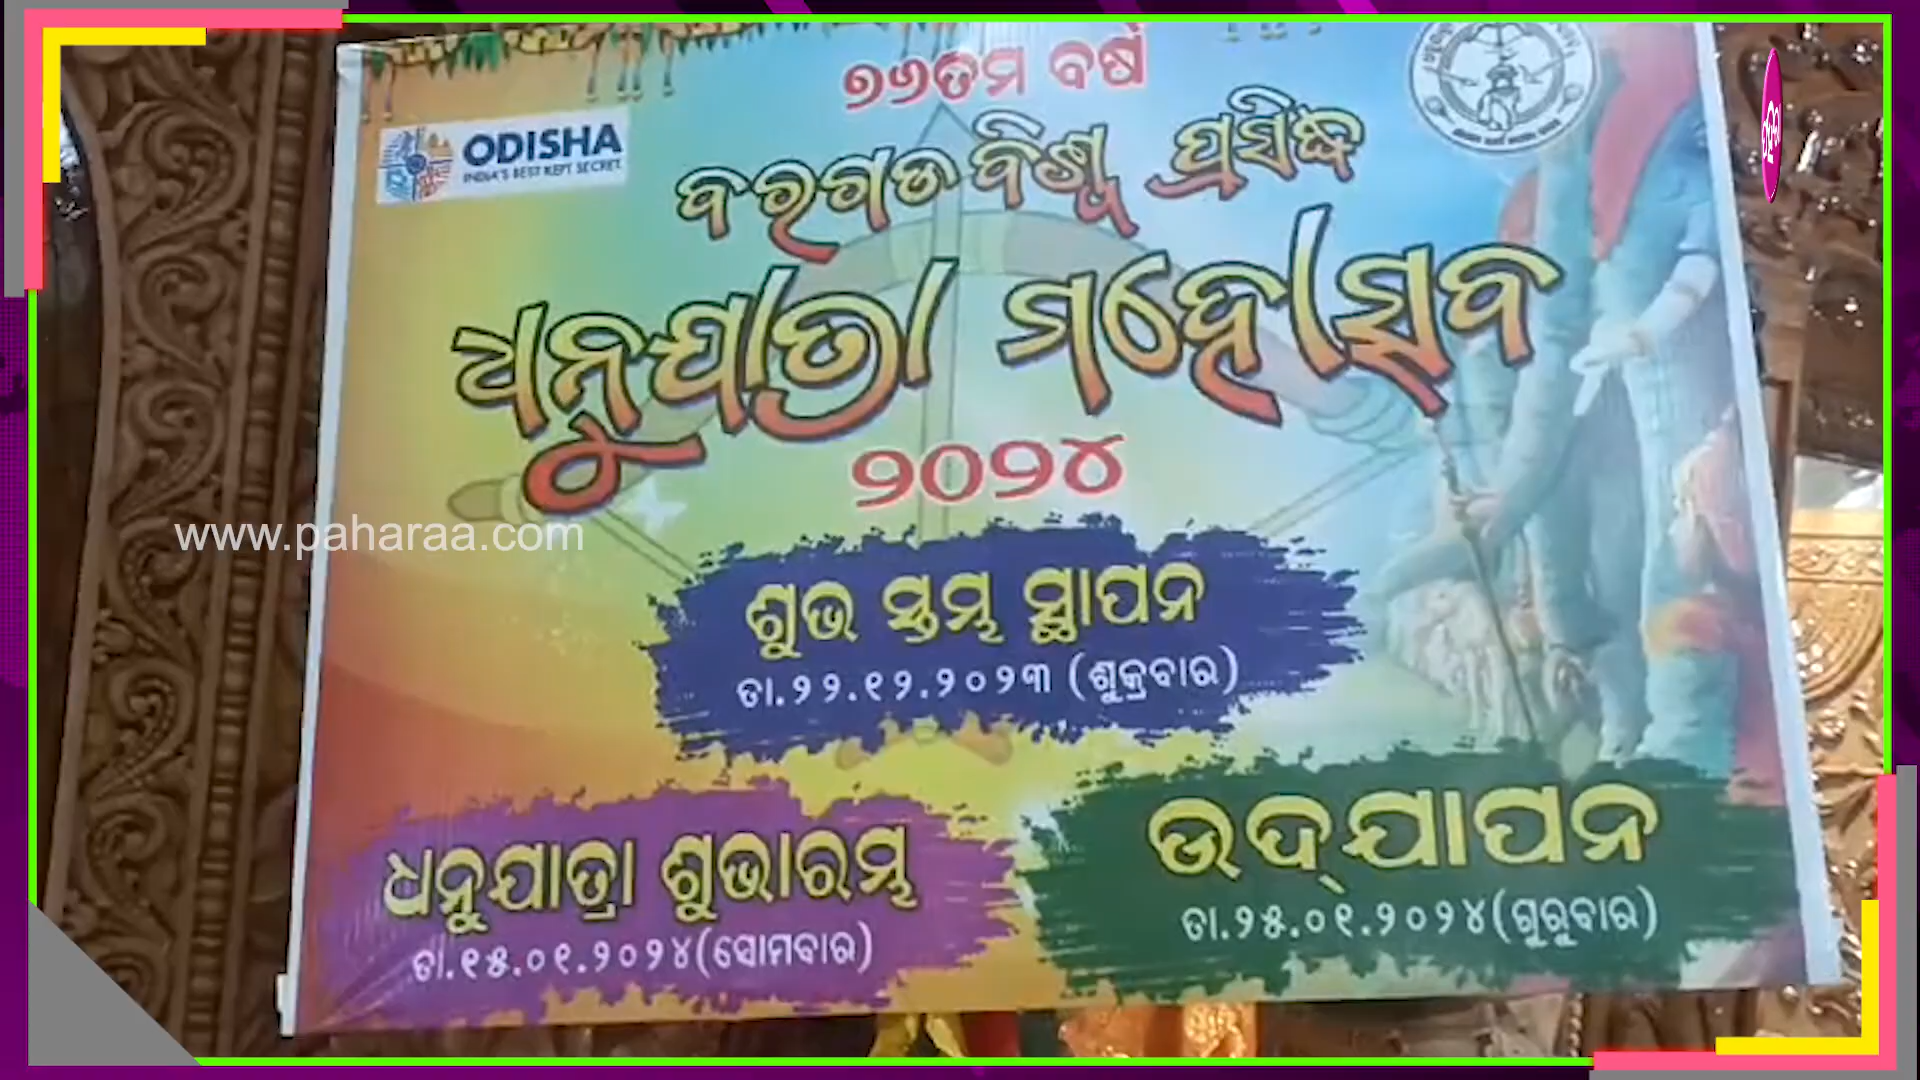 ୭୬ତମ ବର୍ଷ
ODISHA
INDIA'S BEST KEPT SECRET
ବରଗଡ ବିଶ୍ୱ ପ୍ରସିଦ୍ଧ
ଧନୁଯାତ୍ରା ମହୋତ୍ସବ
୨୦୨୪
www.paharaa.com
ଶୁଭ ସ୍ତମ୍ଭ ସ୍ଥାପନ
ତା.୨୨.୧୨.୨୦୨୩ (ଶୁକ୍ରବାର)
ଧନୁଯାତ୍ରା ଶୁଭାରମ୍ଭ
ତା.୧୫.୦୧.୨୦୨୪(ସୋମବାର)
ଉଦ୍‌ଯାପନ
ତା.୨୫.୦୧.୨୦୨୪(ଗୁରୁବାର)